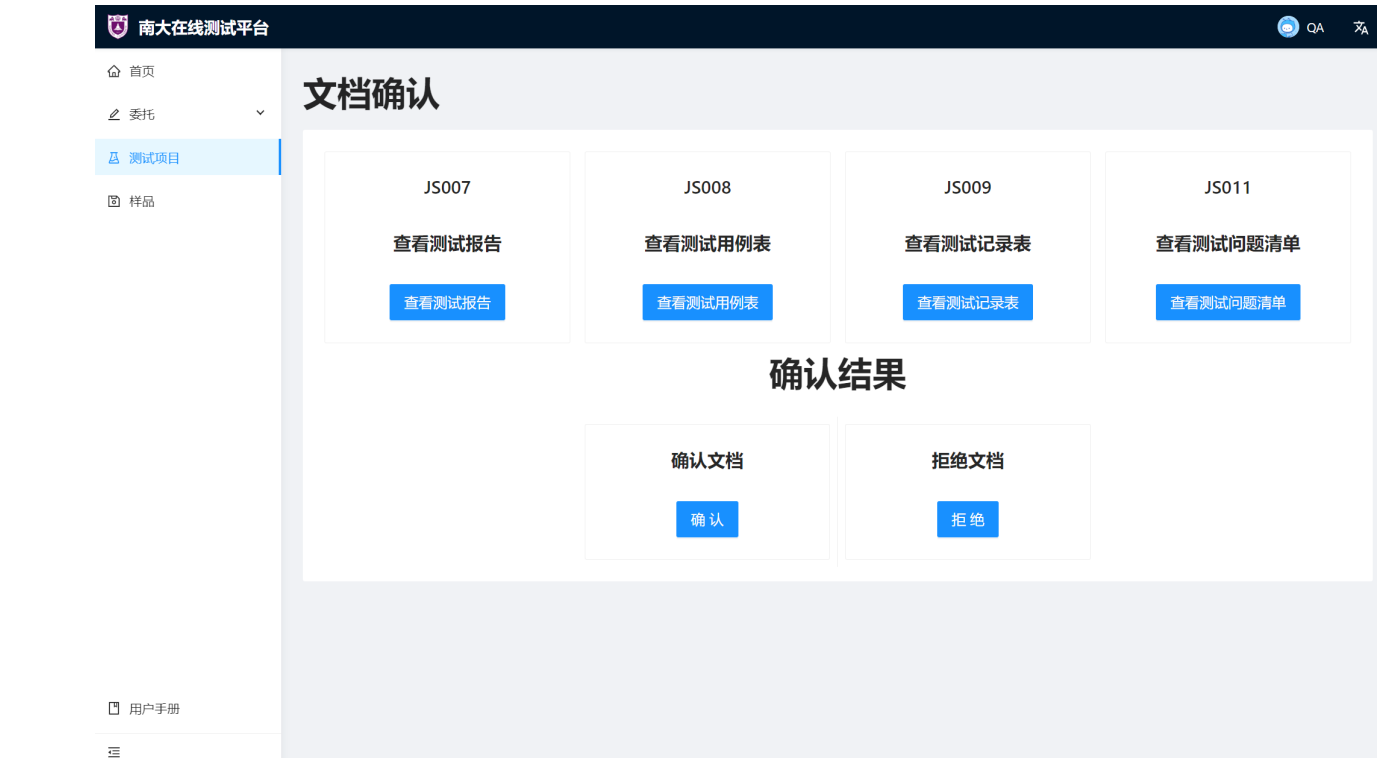 南大在线测试平台
QA
首页
委托
测试项目
样品
用户手册
文档确认
JS007
查看测试报告
查看测试报告
JS008
查看测试用例表
查看测试用例表
JS009
查看测试记录表
查看测试记录表
JS011
查看测试问题清单
查看测试问题清单
确认结果
确认文档
确 认
拒绝文档
拒 绝